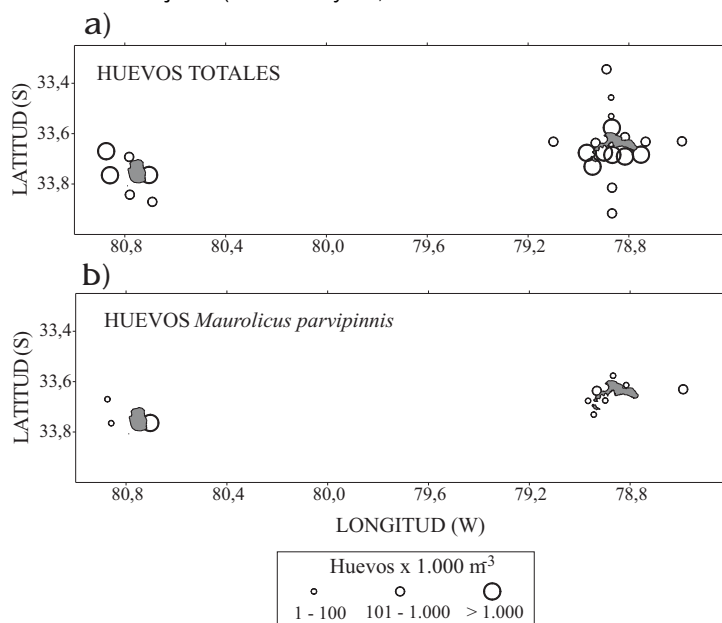 a)
HUEVOS TOTALES
33,4
33,6
33,8
LATITUD (S)
80,8 80,4 80,0 79,6 79,2 78,8
b)
HUEVOS Maurolicus parvipinnis
33,4
33,6
33,8
LATITUD (S)
80,8 80,4 80,0 79,6 79,2 78,8
LONGITUD (W)
Huevos x 1.000 m-3
1 - 100 101 - 1.000 > 1.000